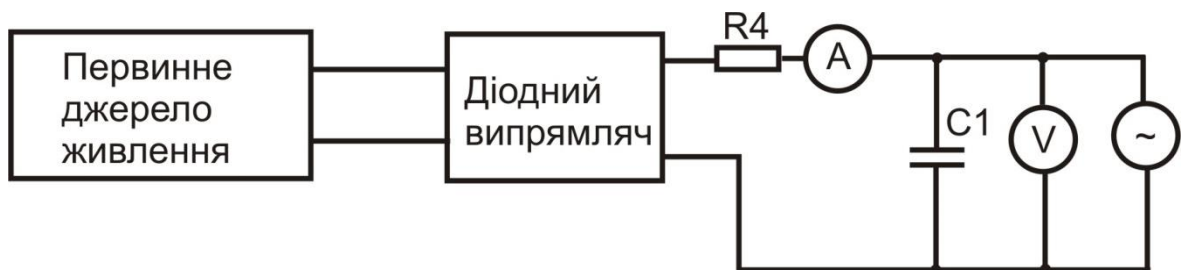 Первинне
джерело
живлення
Діодний
випрямляч
R4
A
C1
V
~